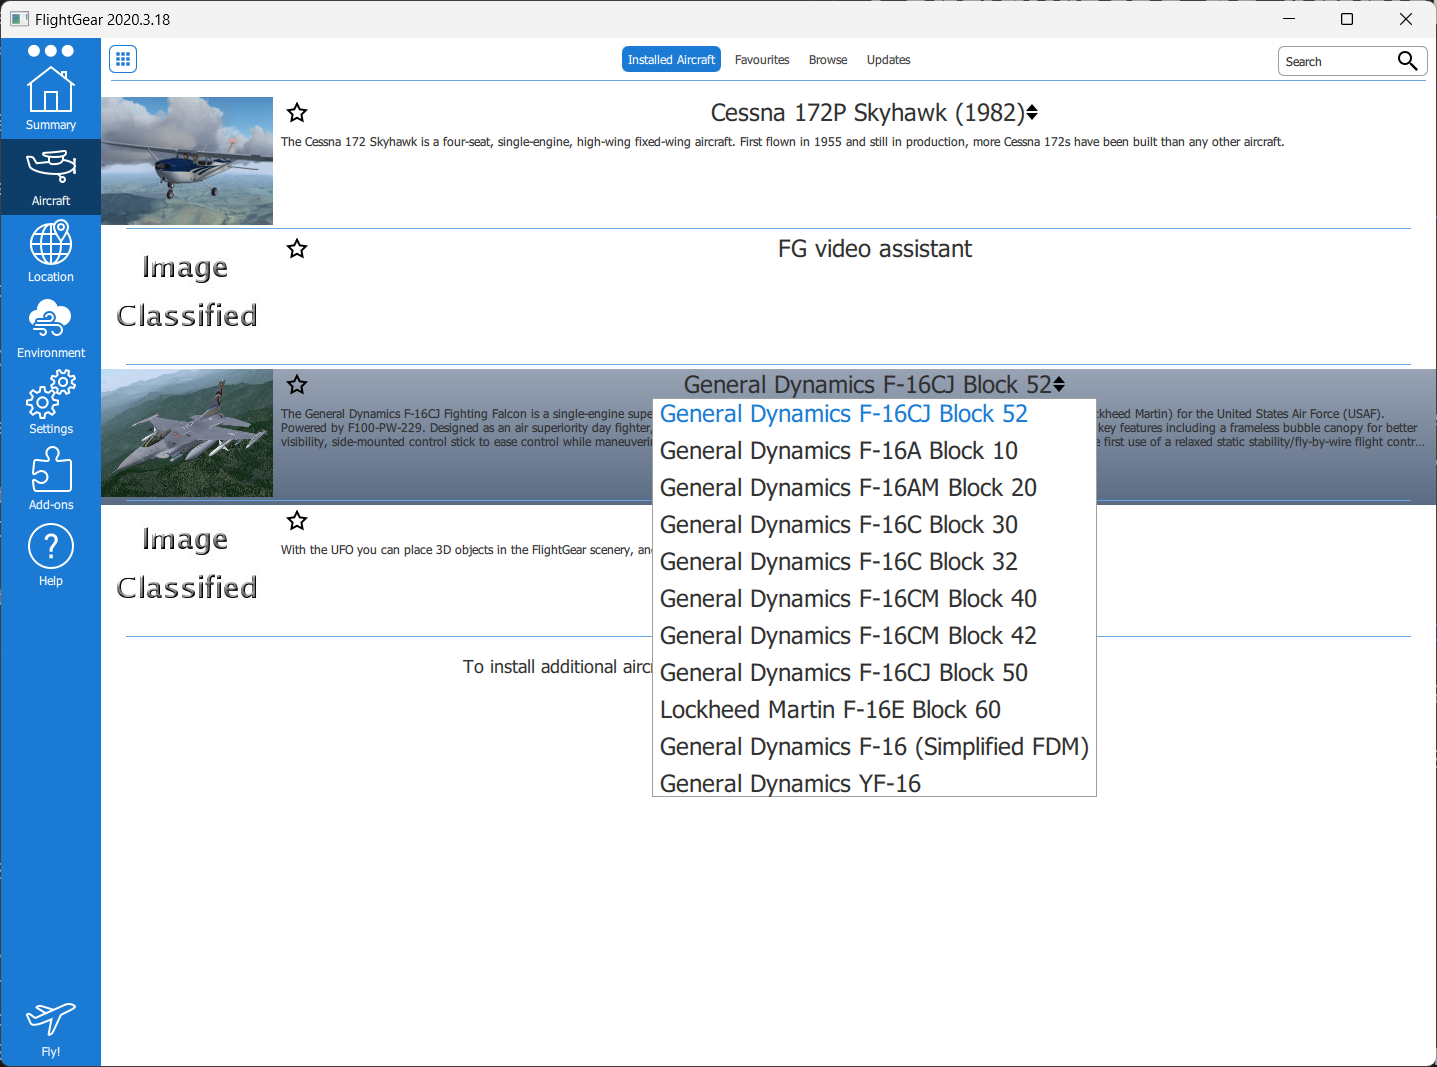 FlightGear 2020.3.18
Summary
Aircraft
Location
Environment
Settings
Add-ons
Help
Fly!
Installed Aircraft
Favourites
Browse
Updates
Search
Cessna 172P Skyhawk (1982)
The Cessna 172 Skyhawk is a four-seat, single-engine, high-wing fixed-wing aircraft. First flown in 1955 and still in production, more Cessna 172s have been built than any other aircraft.
Image
Classified
FG video assistant
General Dynamics F-16CJ Block 52
The General Dynamics F-16CJ Fighting Falcon is a single-engine supe
ckheed Martin) for the United States Air Force (USAF).
Powered by F100-PW-229. Designed as an air superiority day fighter,
key features including a frameless bubble canopy for better
visibility, side-mounted control stick to ease control while maneuverin
e first use of a relaxed static stability/fly-by-wire flight contr...
General Dynamics F-16CJ Block 52
General Dynamics F-16A Block 10
General Dynamics F-16AM Block 20
General Dynamics F-16C Block 30
General Dynamics F-16C Block 32
General Dynamics F-16CM Block 40
General Dynamics F-16CM Block 42
General Dynamics F-16CJ Block 50
Lockheed Martin F-16E Block 60
General Dynamics F-16 (Simplified FDM)
General Dynamics YF-16
Image
Classified
With the UFO you can place 3D objects in the FlightGear scenery, an
To install additional airc